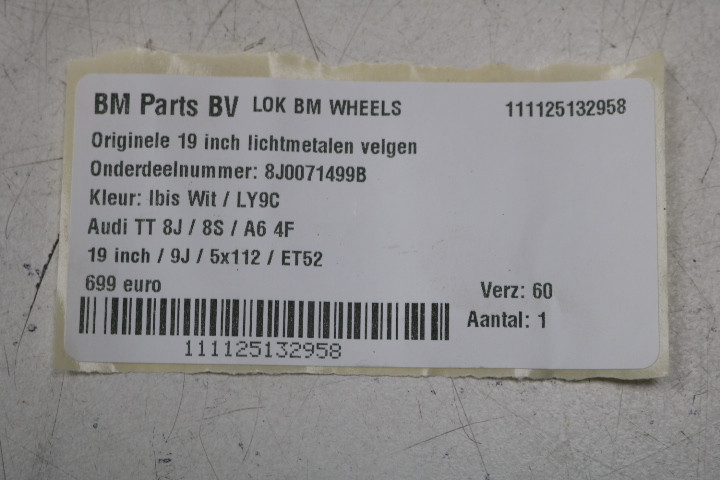 BM Parts BV LOK BM WHEELS 111125132958
Originele 19 inch lichtmetalen velgen
Onderdeelnummer: 8J0071499B
Kleur: Ibis Wit / LY9C
Audi TT 8J / 8S / A6 4F
19 inch / 9J / 5x112 / ET52
699 euro Verz: 60
Aantal: 1
111125132958